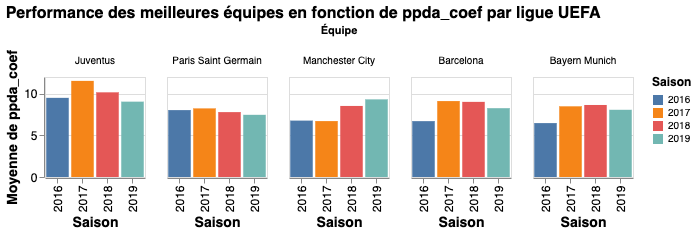 Performance des meilleures équipes en fonction de ppda_coef par ligue UEFA
Équipe
Juventus
Paris Saint Germain
Manchester City
Barcelona
Bayern Munich
Moyenne de ppda_coef
10
5
0
2016 2017 2018 2019
2016 2017 2018 2019
2016 2017 2018 2019
2016 2017 2018 2019
2016 2017 2018 2019
Saison
Saison
Saison
Saison
Saison
Saison
2016
2017
2018
2019